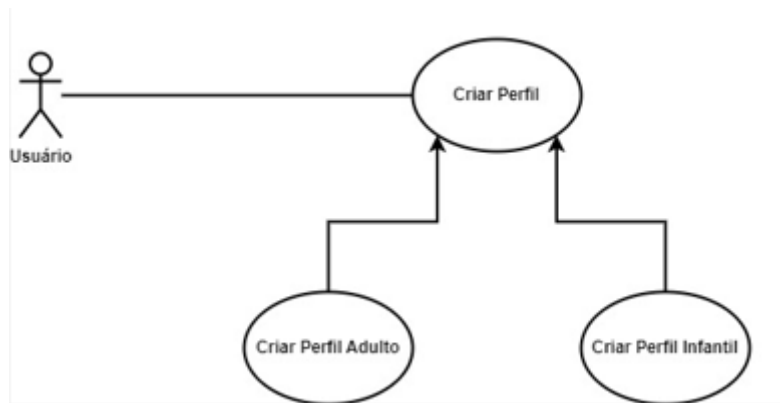 Criar Perfil
Usuário
Criar Perfil Adulto
Criar Perfil Infantil